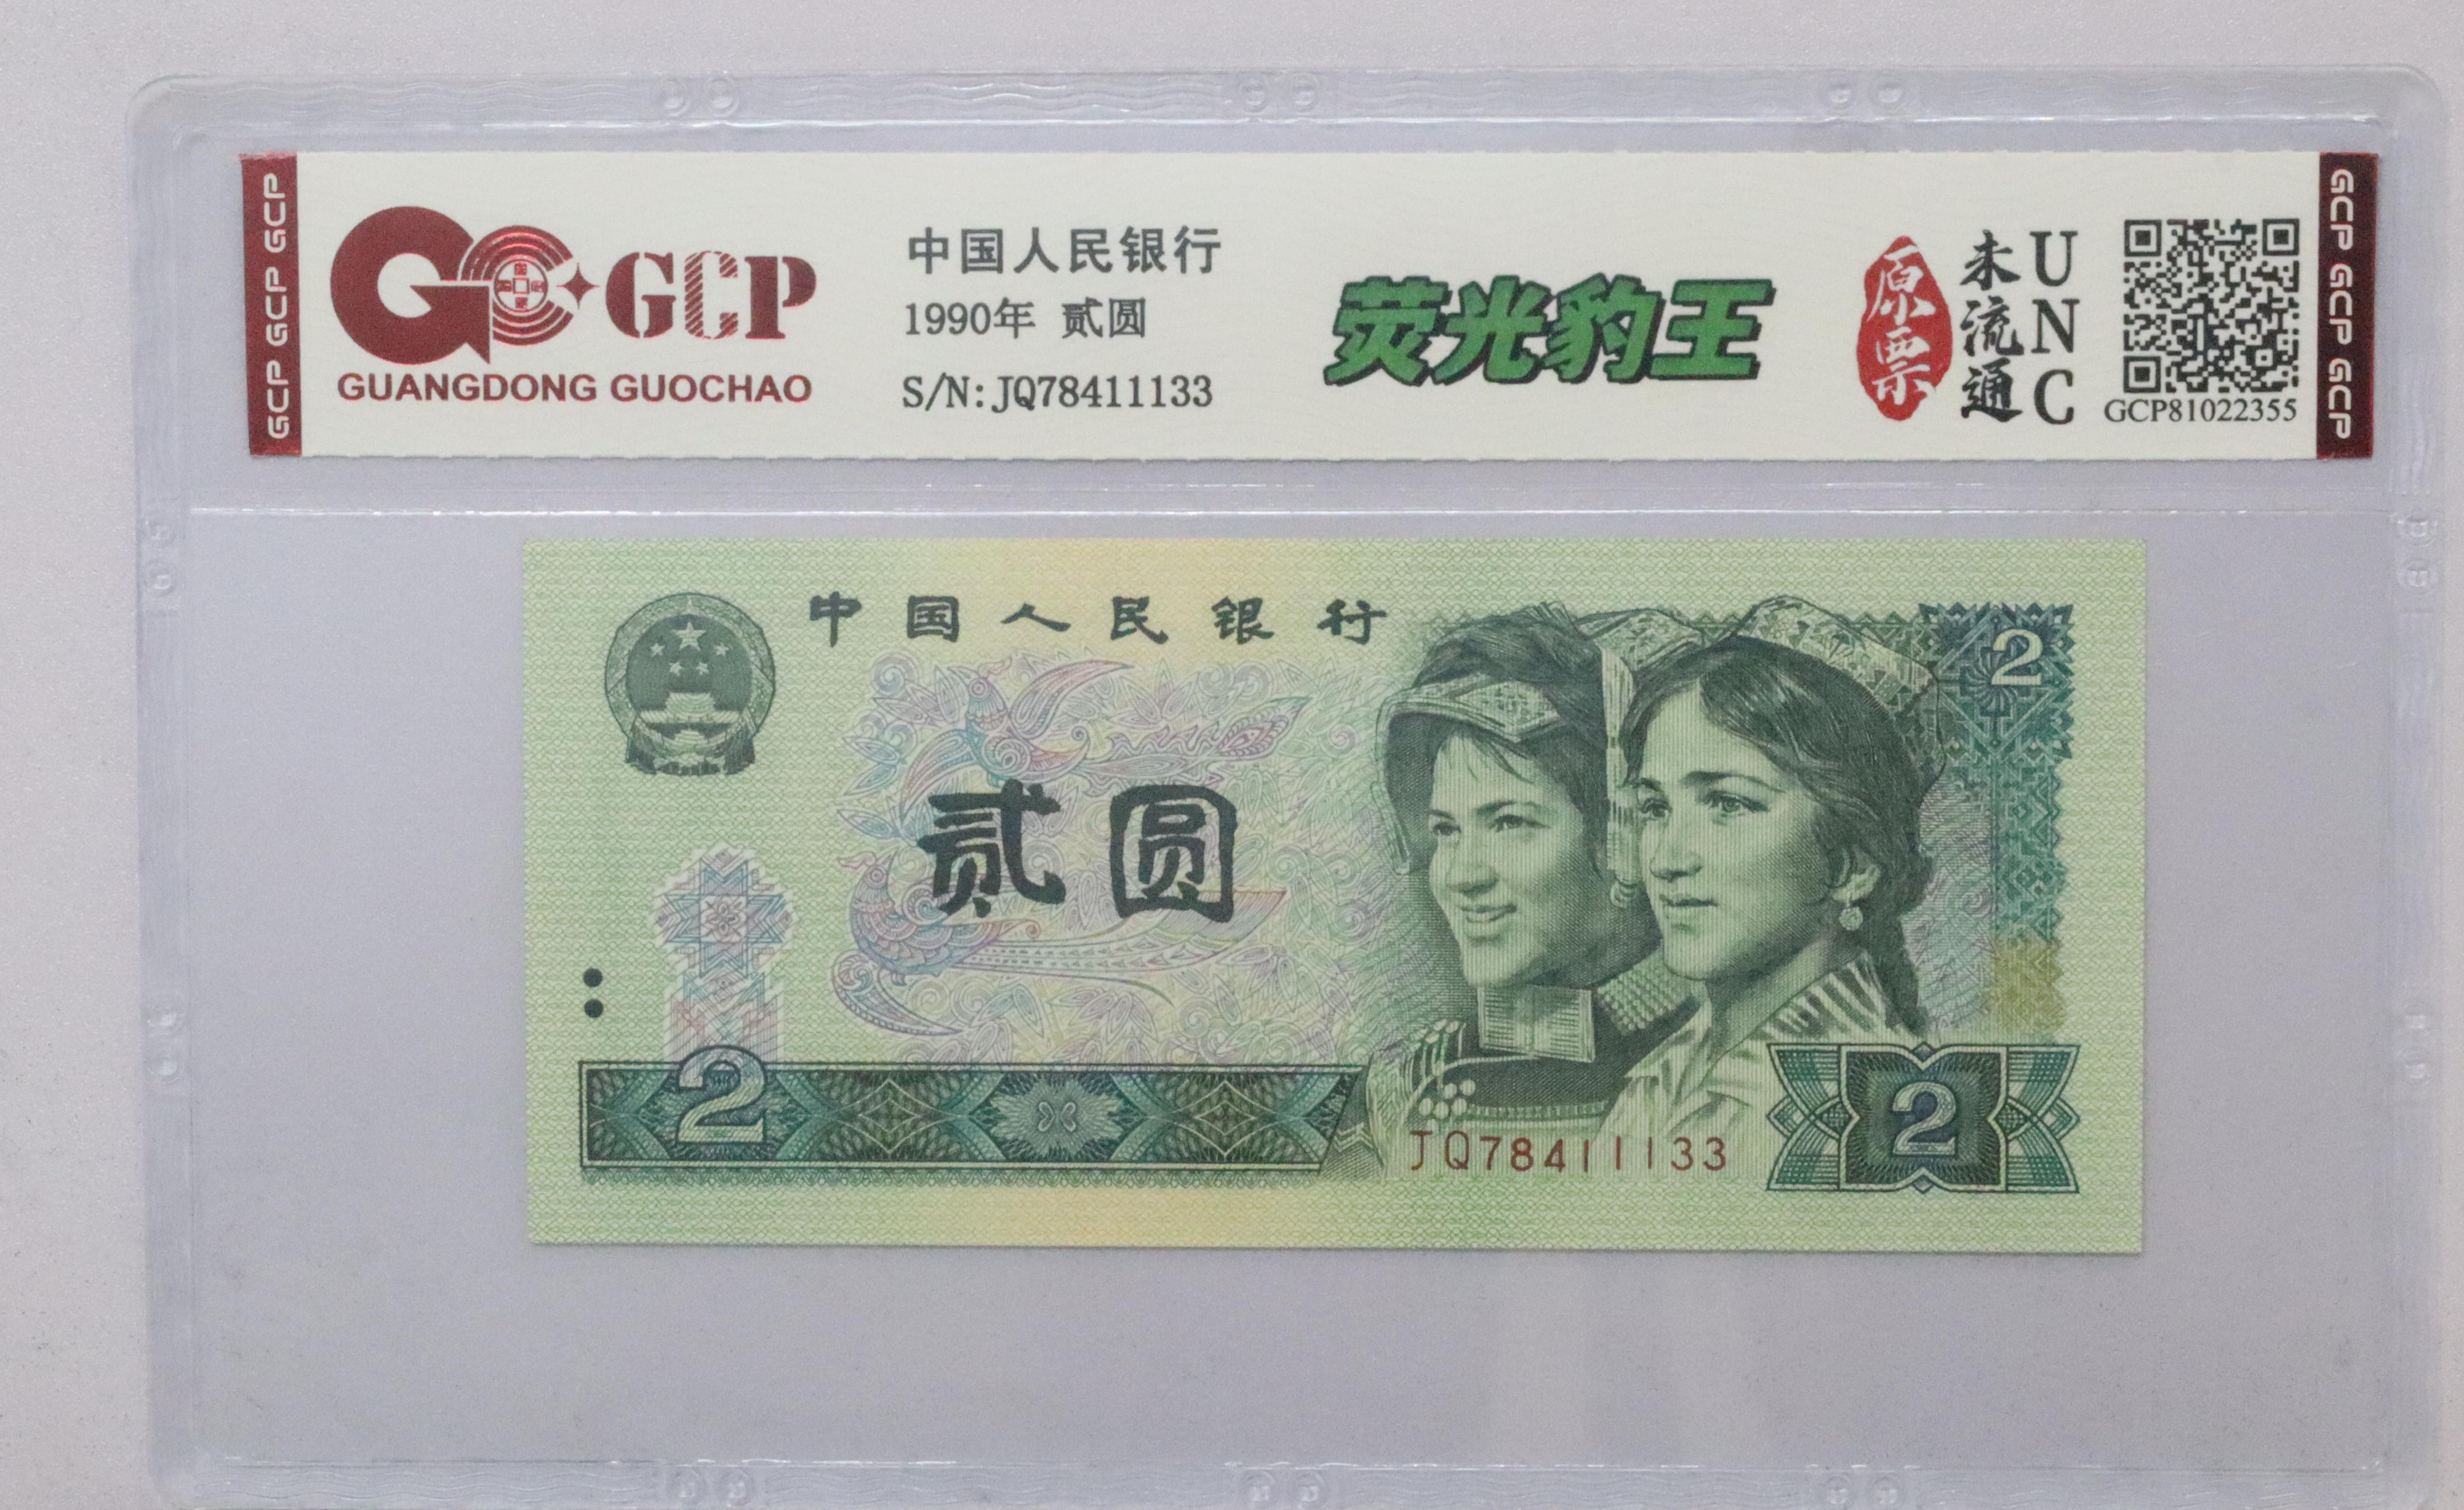 GCP GCP GCP
GCP
GUANGDONG GUOCHAO
中国人民银行
1990年 贰圆
S/N:JQ78411133
荧光豹王
原票
未流通
UNC
GCP81022355
GCP GCP GCP
中国人民银行
2
贰圆
2
JQ78411133
2